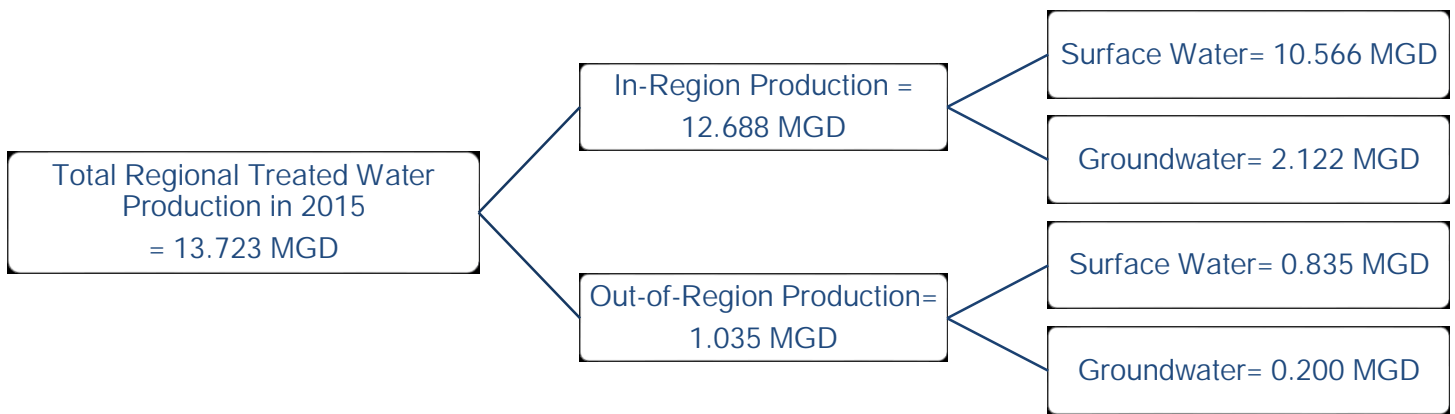 Total Regional Treated Water
Production in 2015
= 13.723 MGD
In-Region Production =
12.688 MGD
Surface Water= 10.566 MGD
Groundwater= 2.122 MGD
Out-of-Region Production=
1.035 MGD
Surface Water= 0.835 MGD
Groundwater= 0.200 MGD